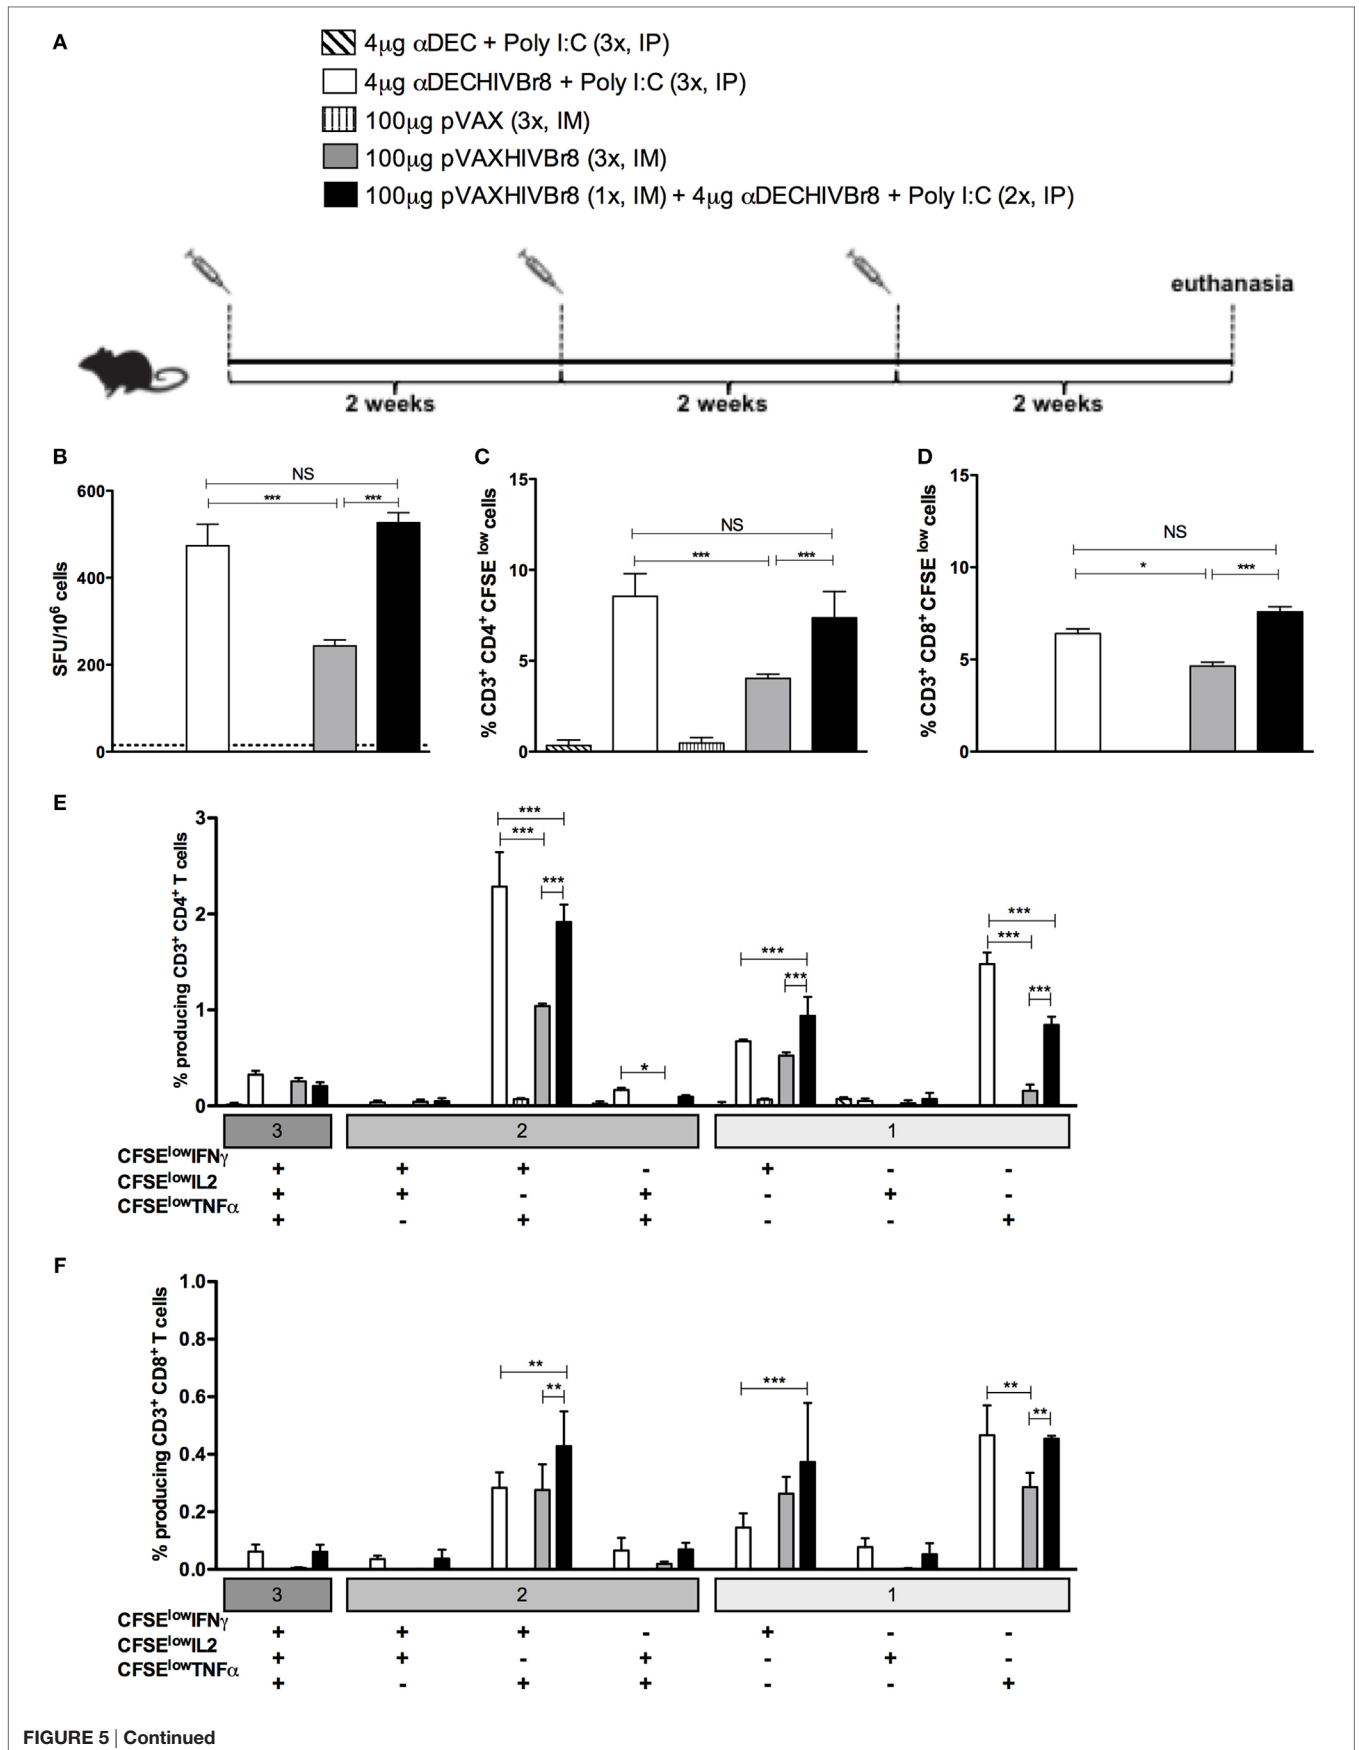 A
4μg αDEC + Poly I:C (3x, IP)
4μg αDECHIVBr8 + Poly I:C (3x, IP)
100μg pVAX (3x, IM)
100μg pVAXHIVBr8 (3x, IM)
100μg pVAXHIVBr8 (1x, IM) + 4μg αDECHIVBr8 + Poly I:C (2x, IP)
euthanasia
2 weeks 2 weeks 2 weeks
B
SFU/10⁶ cells
600
400
200
0
NS
*** ***
C
% CD3⁺ CD4⁺ CFSE ˡᵒʷ cells
15
10
5
0
NS
*** ***
D
% CD3⁺ CD8⁺ CFSE ˡᵒʷ cells
15
10
5
0
NS
* ***
E
% producing CD3⁺ CD4⁺ T cells
3
2
1
0
***
***
***
*
***
***
***
***
***
3 2 1
CFSEˡᵒʷIFNγ + + + - + - -
CFSEˡᵒʷIL2 + + - + - + -
CFSEˡᵒʷTNFα + - + + - - +
F
% producing CD3⁺ CD8⁺ T cells
1.0
0.8
0.6
0.4
0.2
0.0
**
**
***
**
**
3 2 1
CFSEˡᵒʷIFNγ + + + - + - -
CFSEˡᵒʷIL2 + + - + - + -
CFSEˡᵒʷTNFα + - + + - - +
FIGURE 5 | Continued